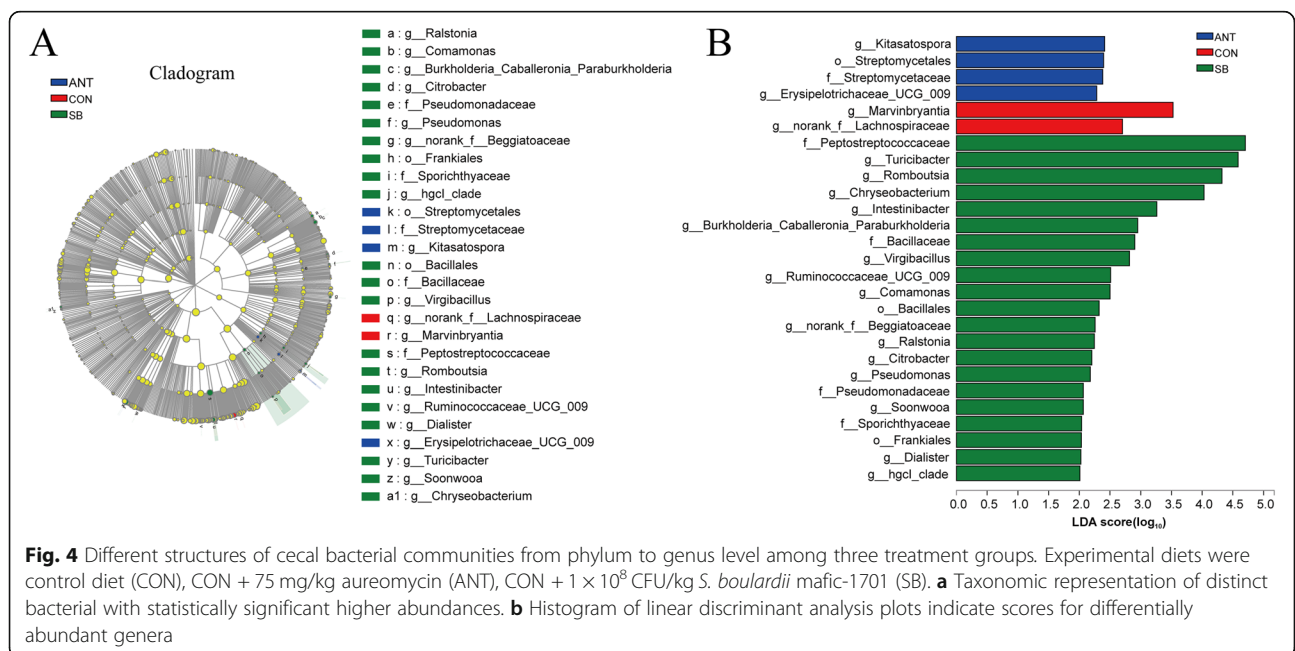 A
Cladogram
ANT
CON
SB
a : g__Ralstonia
b : g__Comamonas
c : g__Burkholderia_Caballeronia_Paraburkholderia
d : g__Citrobacter
e : f__Pseudomonadaceae
f : g__Pseudomonas
g : g__norank_f__Beggiatoaceae
h : o__Frankiales
i : f__Sporichthyaceae
j : g__hgcI_clade
k : o__Streptomycetales
l : f__Streptomycetaceae
m : g__Kitasatospora
n : o__Bacillales
o : f__Bacillaceae
p : g__Virgibacillus
q : g__norank_f__Lachnospiraceae
r : g__Marvinbryantia
s : f__Peptostreptococcaceae
t : g__Romboutsia
u : g__Intestinibacter
v : g__Ruminococcaceae_UCG_009
w : g__Dialister
x : g__Erysipelotrichaceae_UCG_009
y : g__Turicibacter
z : g__Soonwooa
a1 : g__Chryseobacterium
B
ANT
CON
SB
g__Kitasatospora
o__Streptomycetales
f__Streptomycetaceae
g__Erysipelotrichaceae_UCG_009
g__Marvinbryantia
g__norank_f__Lachnospiraceae
f__Peptostreptococcaceae
g__Turicibacter
g__Romboutsia
g__Chryseobacterium
g__Intestinibacter
g__Burkholderia_Caballeronia_Paraburkholderia
f__Bacillaceae
g__Virgibacillus
g__Ruminococcaceae_UCG_009
g__Comamonas
o__Bacillales
g__norank_f__Beggiatoaceae
g__Ralstonia
g__Citrobacter
g__Pseudomonas
f__Pseudomonadaceae
g__Soonwooa
f__Sporichthyaceae
o__Frankiales
g__Dialister
g__hgcI_clade
0.0 0.5 1.0 1.5 2.0 2.5 3.0 3.5 4.0 4.5 5.0
LDA score(log₁₀)
Fig. 4 Different structures of cecal bacterial communities from phylum to genus level among three treatment groups. Experimental diets were
control diet (CON), CON + 75 mg/kg aureomycin (ANT), CON + 1 × 10⁸ CFU/kg S. boulardii mafic-1701 (SB). a Taxonomic representation of distinct
bacterial with statistically significant higher abundances. b Histogram of linear discriminant analysis plots indicate scores for differentially
abundant genera